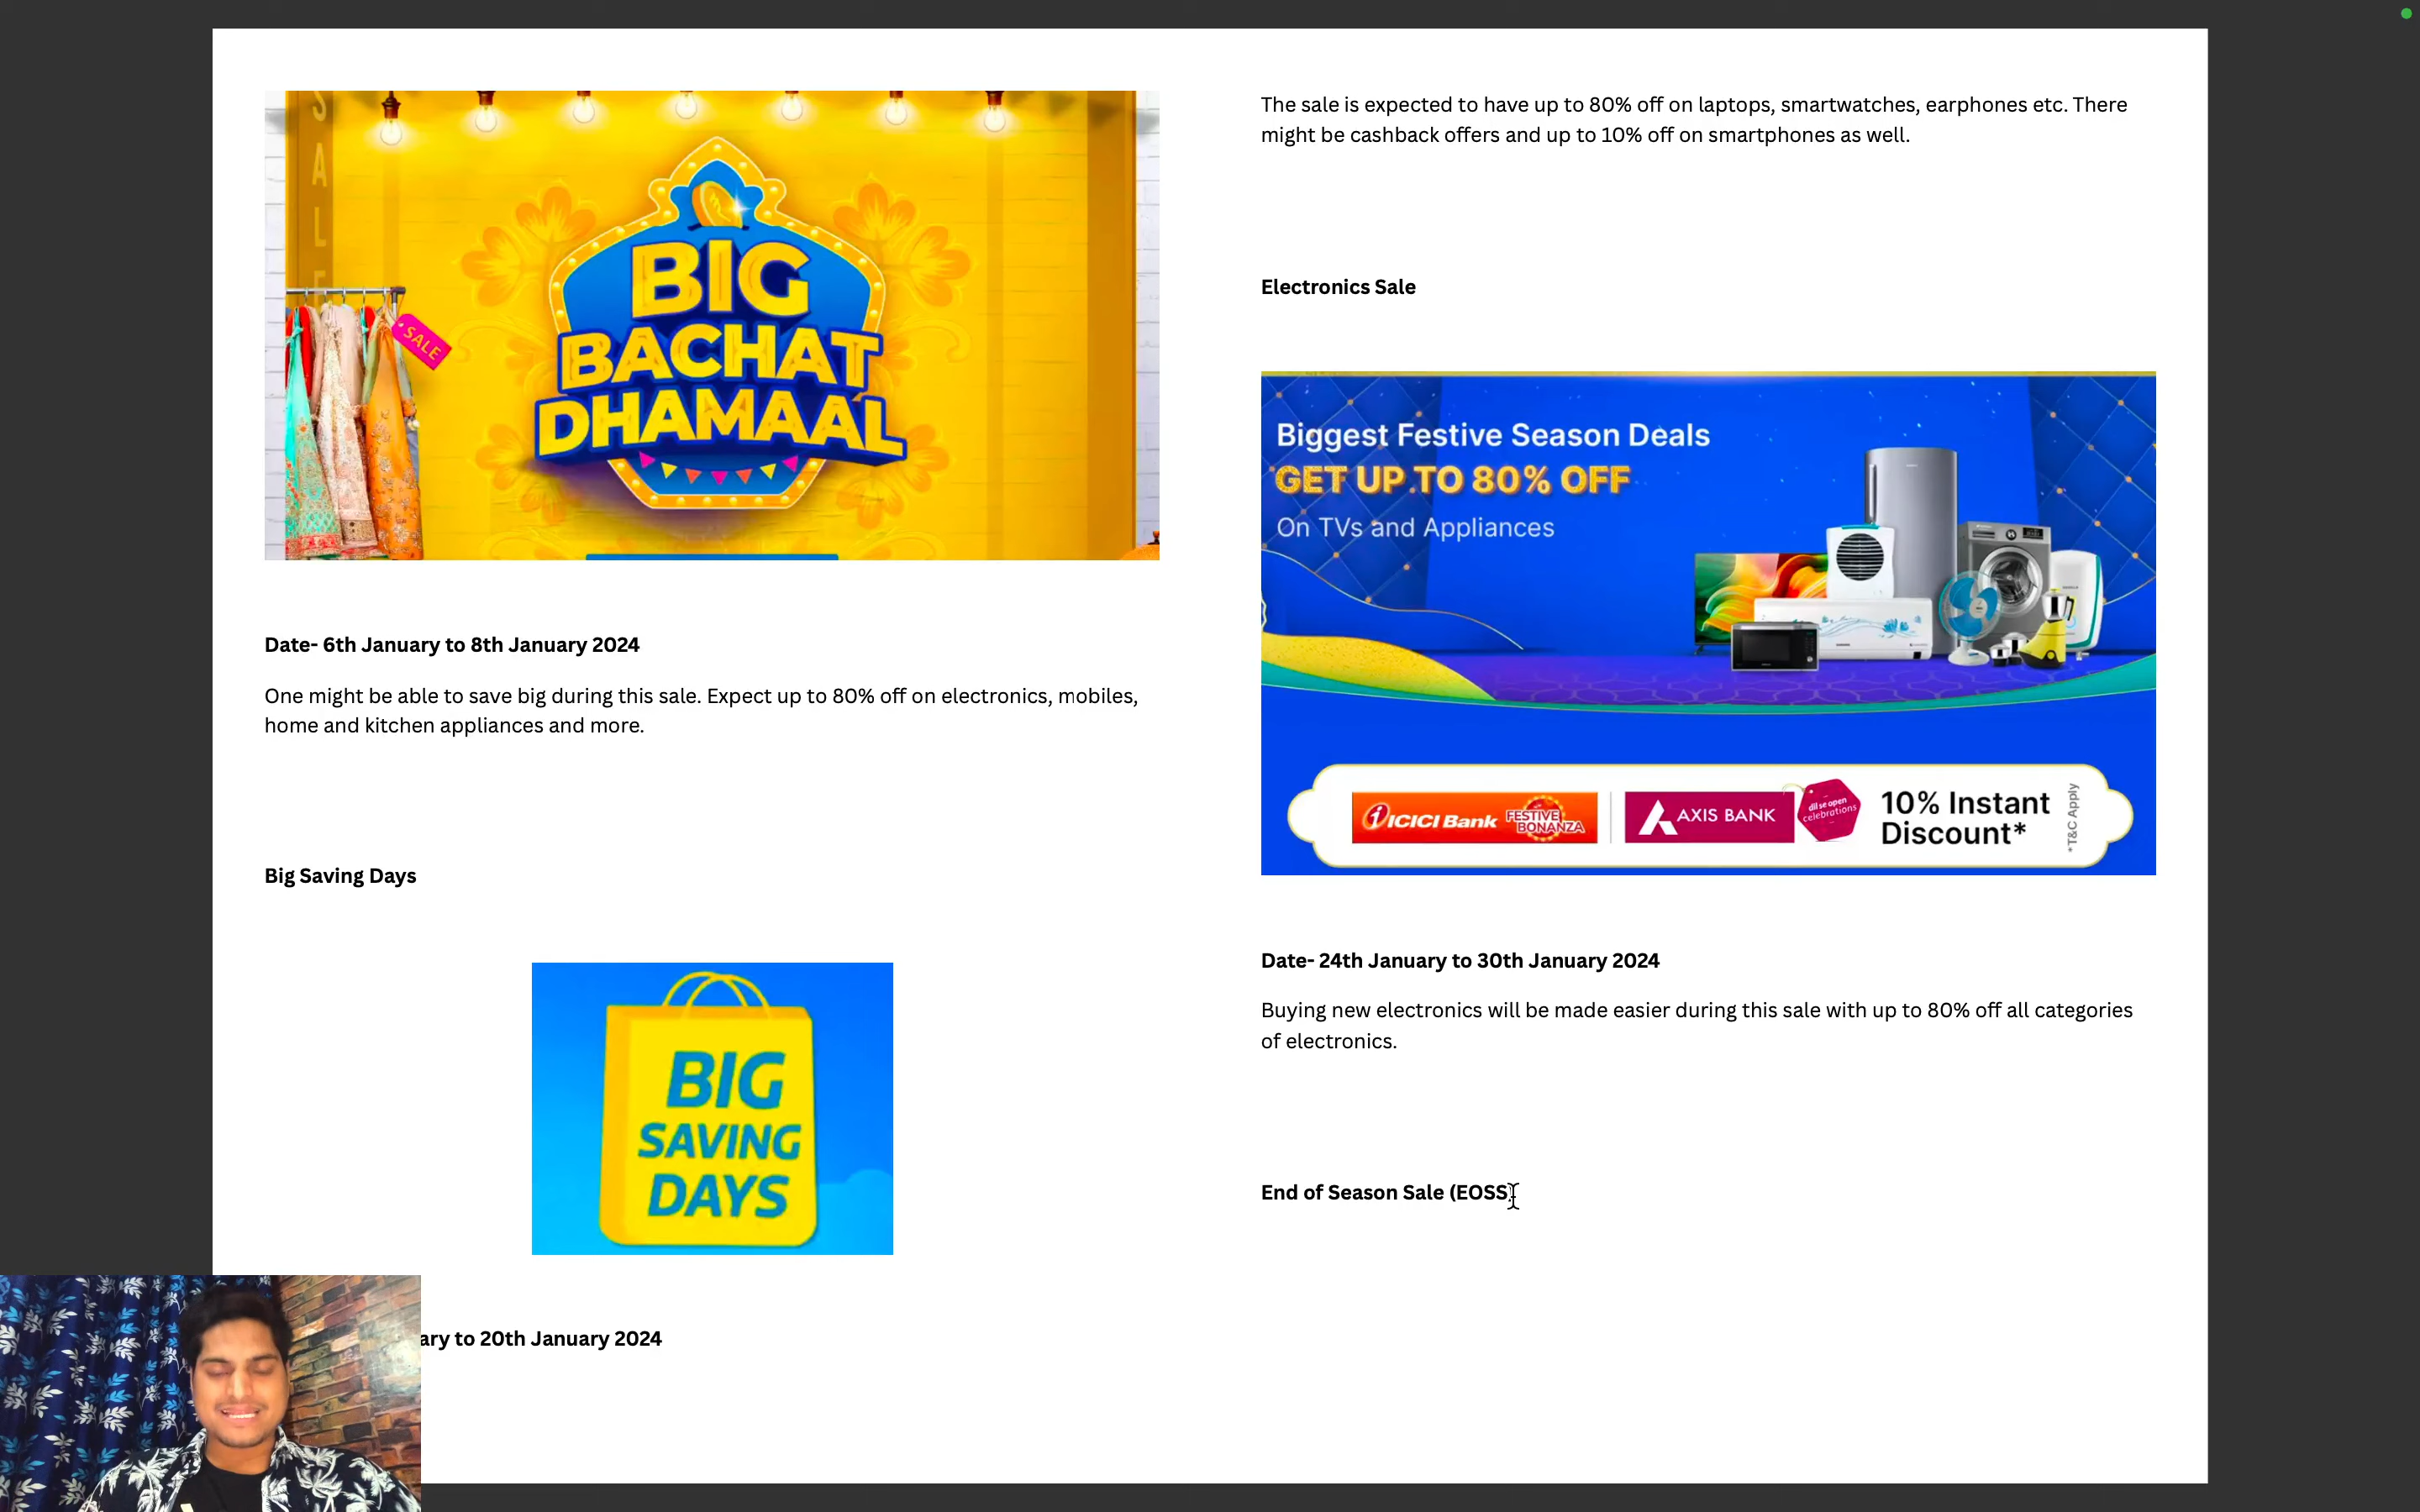 SALE
SALE
BIG
BACHAT
DHAMAAL
Date- 6th January to 8th January 2024
One might be able to save big during this sale. Expect up to 80% off on electronics, mobiles,
home and kitchen appliances and more.
Big Saving Days
BIG
SAVING
DAYS
ary to 20th January 2024
The sale is expected to have up to 80% off on laptops, smartwatches, earphones etc. There
might be cashback offers and up to 10% off on smartphones as well.
Electronics Sale
Biggest Festive Season Deals
GET UP TO 80% OFF
On TVs and Appliances
ICICI Bank
FESTIVE
BONANZA
AXIS BANK
dil se open
celebrations
10% Instant
Discount*
*T&C Apply
Date- 24th January to 30th January 2024
Buying new electronics will be made easier during this sale with up to 80% off all categories
of electronics.
End of Season Sale (EOSS